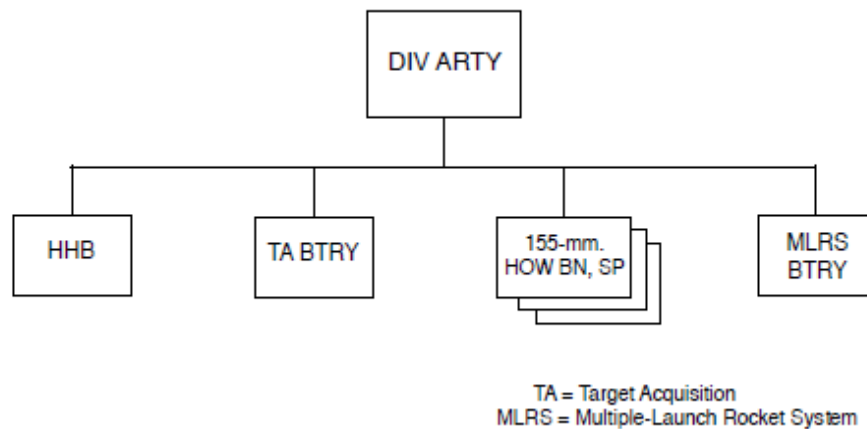 DIV ARTY
HHB
TA BTRY
155-mm.
HOW BN, SP
MLRS
BTRY
TA = Target Acquisition
MLRS = Multiple-Launch Rocket System